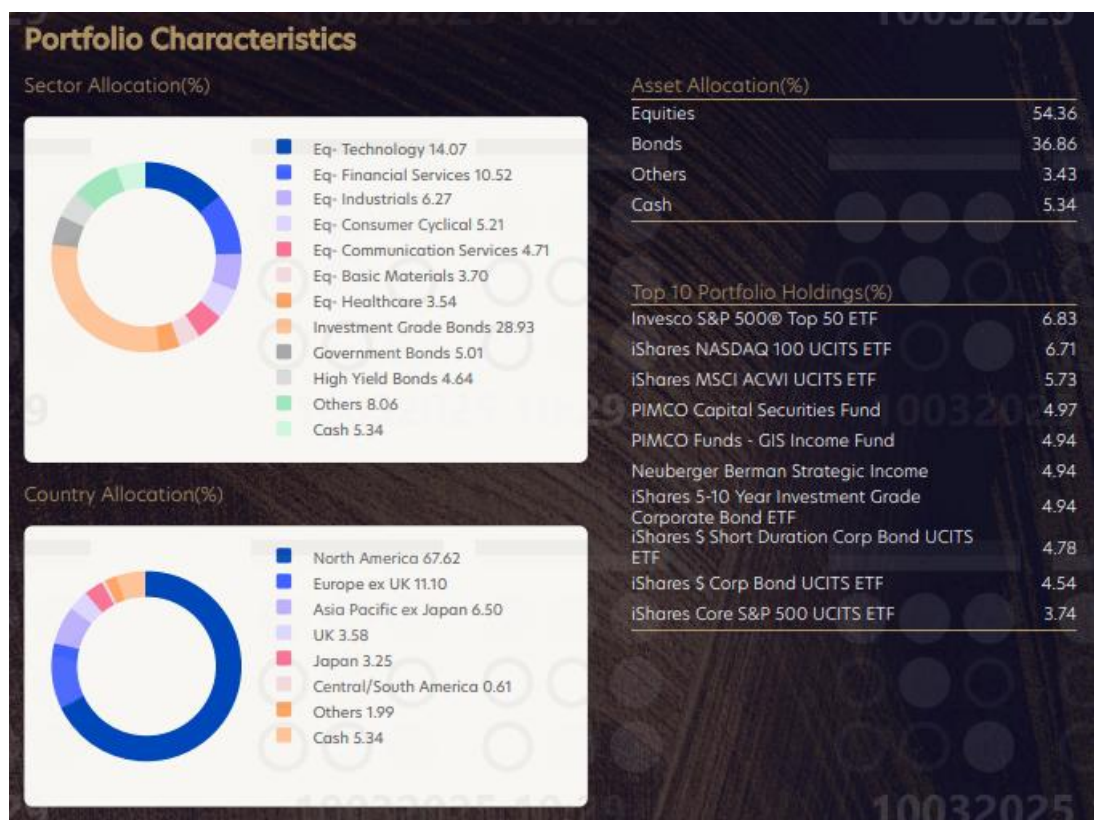 Portfolio Characteristics
Sector Allocation(%)
Eq- Technology 14.07
Eq- Financial Services 10.52
Eq- Industrials 6.27
Eq- Consumer Cyclical 5.21
Eq- Communication Services 4.71
Eq- Basic Materials 3.70
Eq- Healthcare 3.54
Investment Grade Bonds 28.93
Government Bonds 5.01
High Yield Bonds 4.64
Others 8.06
Cash 5.34
Country Allocation(%)
North America 67.62
Europe ex UK 11.10
Asia Pacific ex Japan 6.50
UK 3.58
Japan 3.25
Central/South America 0.61
Others 1.99
Cash 5.34
Asset Allocation(%)
Equities 54.36
Bonds 36.86
Others 3.43
Cash 5.34
Top 10 Portfolio Holdings(%)
Invesco S&P 500® Top 50 ETF 6.83
iShares NASDAQ 100 UCITS ETF 6.71
iShares MSCI ACWI UCITS ETF 5.73
PIMCO Capital Securities Fund 4.97
PIMCO Funds - GIS Income Fund 4.94
Neuberger Berman Strategic Income 4.94
iShares 5-10 Year Investment Grade
Corporate Bond ETF 4.94
iShares $ Short Duration Corp Bond UCITS
ETF 4.78
iShares $ Corp Bond UCITS ETF 4.54
iShares Core S&P 500 UCITS ETF 3.74
10032025